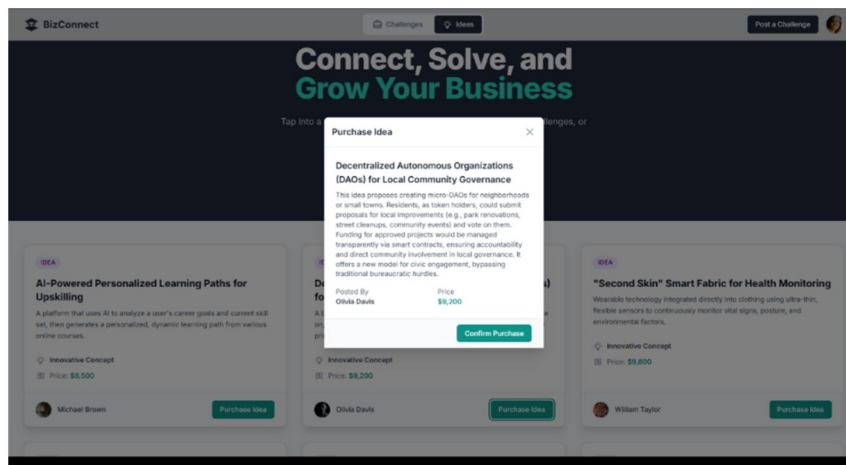 BizConnect
Challenges
Ideas
Post a Challenge
Connect, Solve, and
Grow Your Business
Tap into a
llenges, or
Purchase Idea
Decentralized Autonomous Organizations
(DAOs) for Local Community Governance
This idea proposes creating micro-DAOs for neighborhoods
or small towns. Residents, as token holders, could submit
proposals for local improvements (e.g., park renovations,
street cleanups, community events) and vote on them.
Funding for approved projects would be managed
transparently via smart contracts, ensuring accountability
and direct community involvement in local governance. It
offers a new model for civic engagement, bypassing
traditional bureaucratic hurdles.
Posted By
Price
Olivia Davis
$9,200
Confirm Purchase
IDEA
AI-Powered Personalized Learning Paths for
Upskilling
A platform that uses AI to analyze a user's career goals and current skill
set, then generates a personalized, dynamic learning path from various
online courses.
Innovative Concept
Price: $8,500
Michael Brown
Purchase Idea
Innovative Concept
Price: $9,200
Olivia Davis
Purchase Idea
IDEA
"Second Skin" Smart Fabric for Health Monitoring
Wearable technology integrated directly into clothing using ultra-thin,
flexible sensors to continuously monitor vital signs, posture, and
environmental factors.
Innovative Concept
Price: $9,800
William Taylor
Purchase Idea